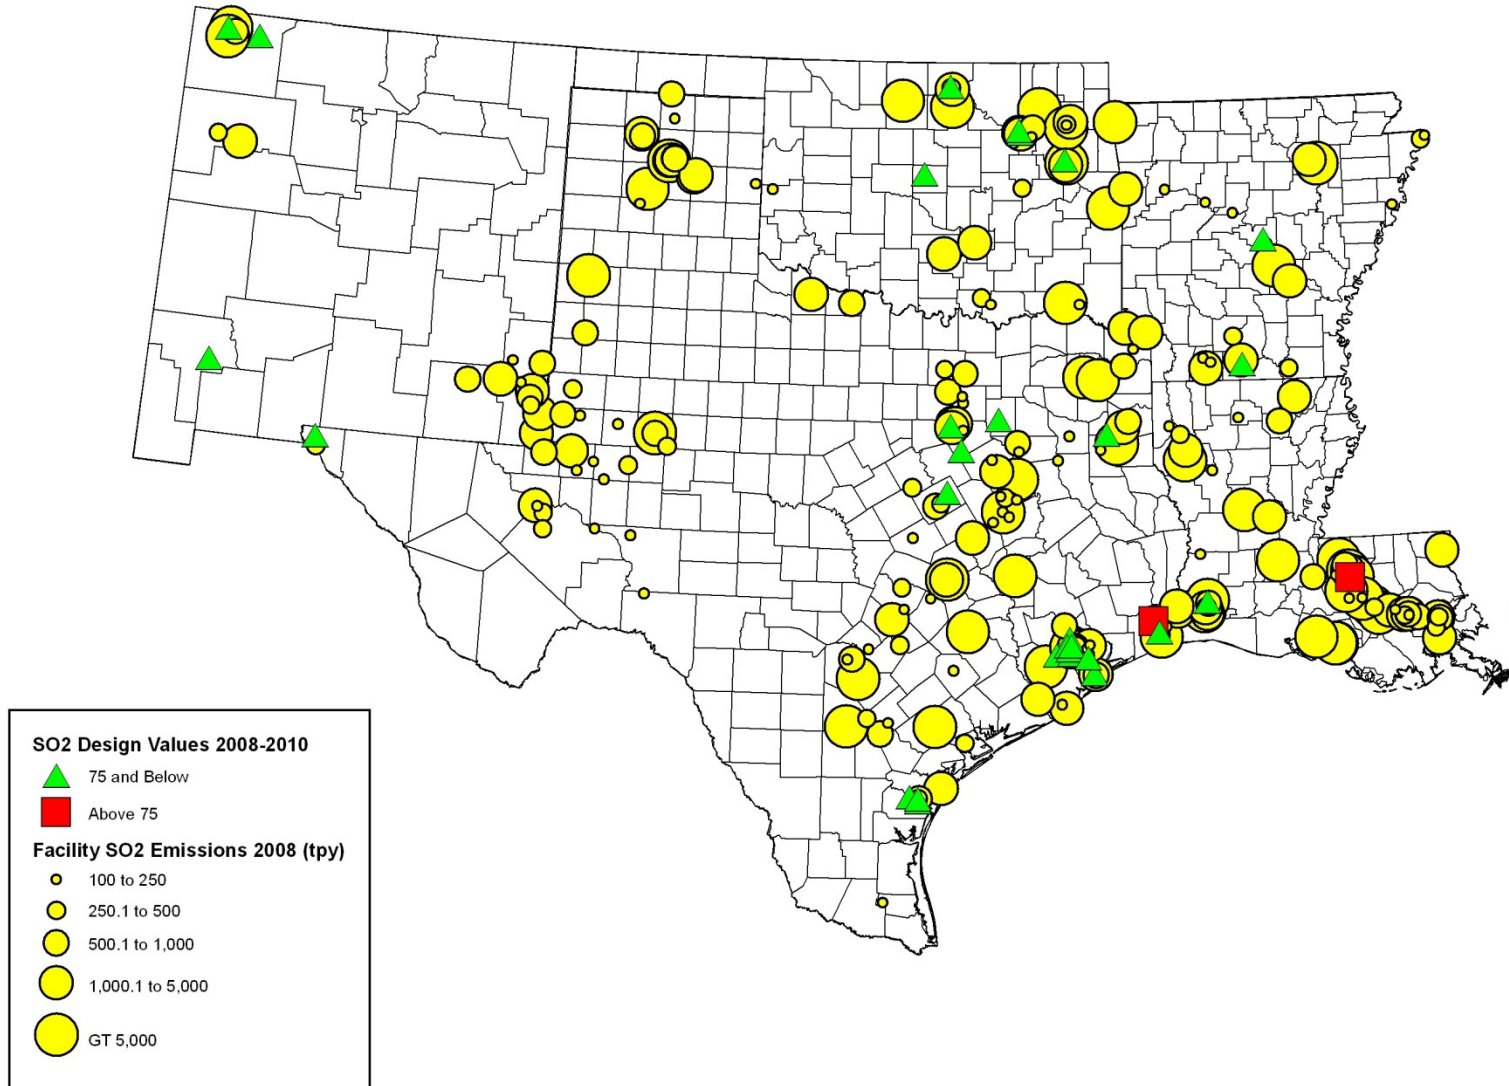 SO2 Design Values 2008-2010
75 and Below
Above 75
Facility SO2 Emissions 2008 (tpy)
100 to 250
250.1 to 500
500.1 to 1,000
1,000.1 to 5,000
GT 5,000